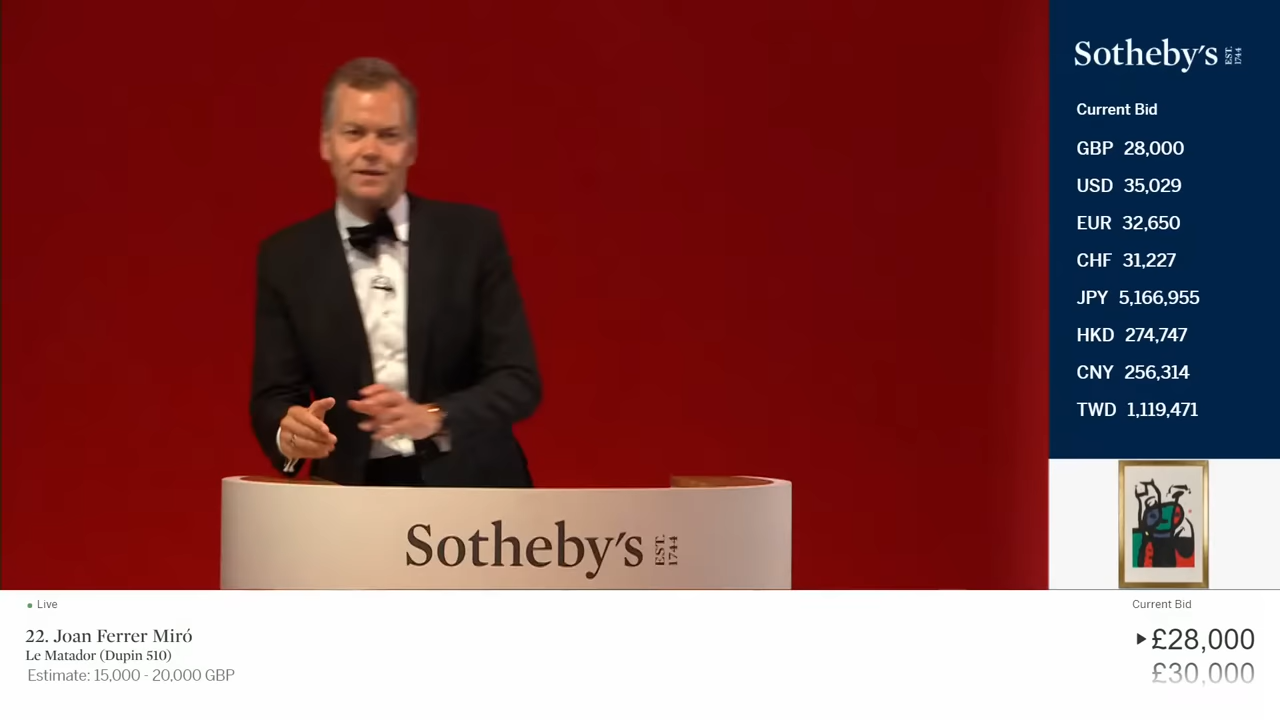 Sotheby's EST. 1744
Current Bid
GBP 28,000
USD 35,029
EUR 32,650
CHF 31,227
JPY 5,166,955
HKD 274,747
CNY 256,314
TWD 1,119,471
Sotheby's EST. 1744
Live
22. Joan Ferrer Miró
Le Matador (Dupin 510)
Estimate: 15,000 - 20,000 GBP
Current Bid
£28,000
£30,000